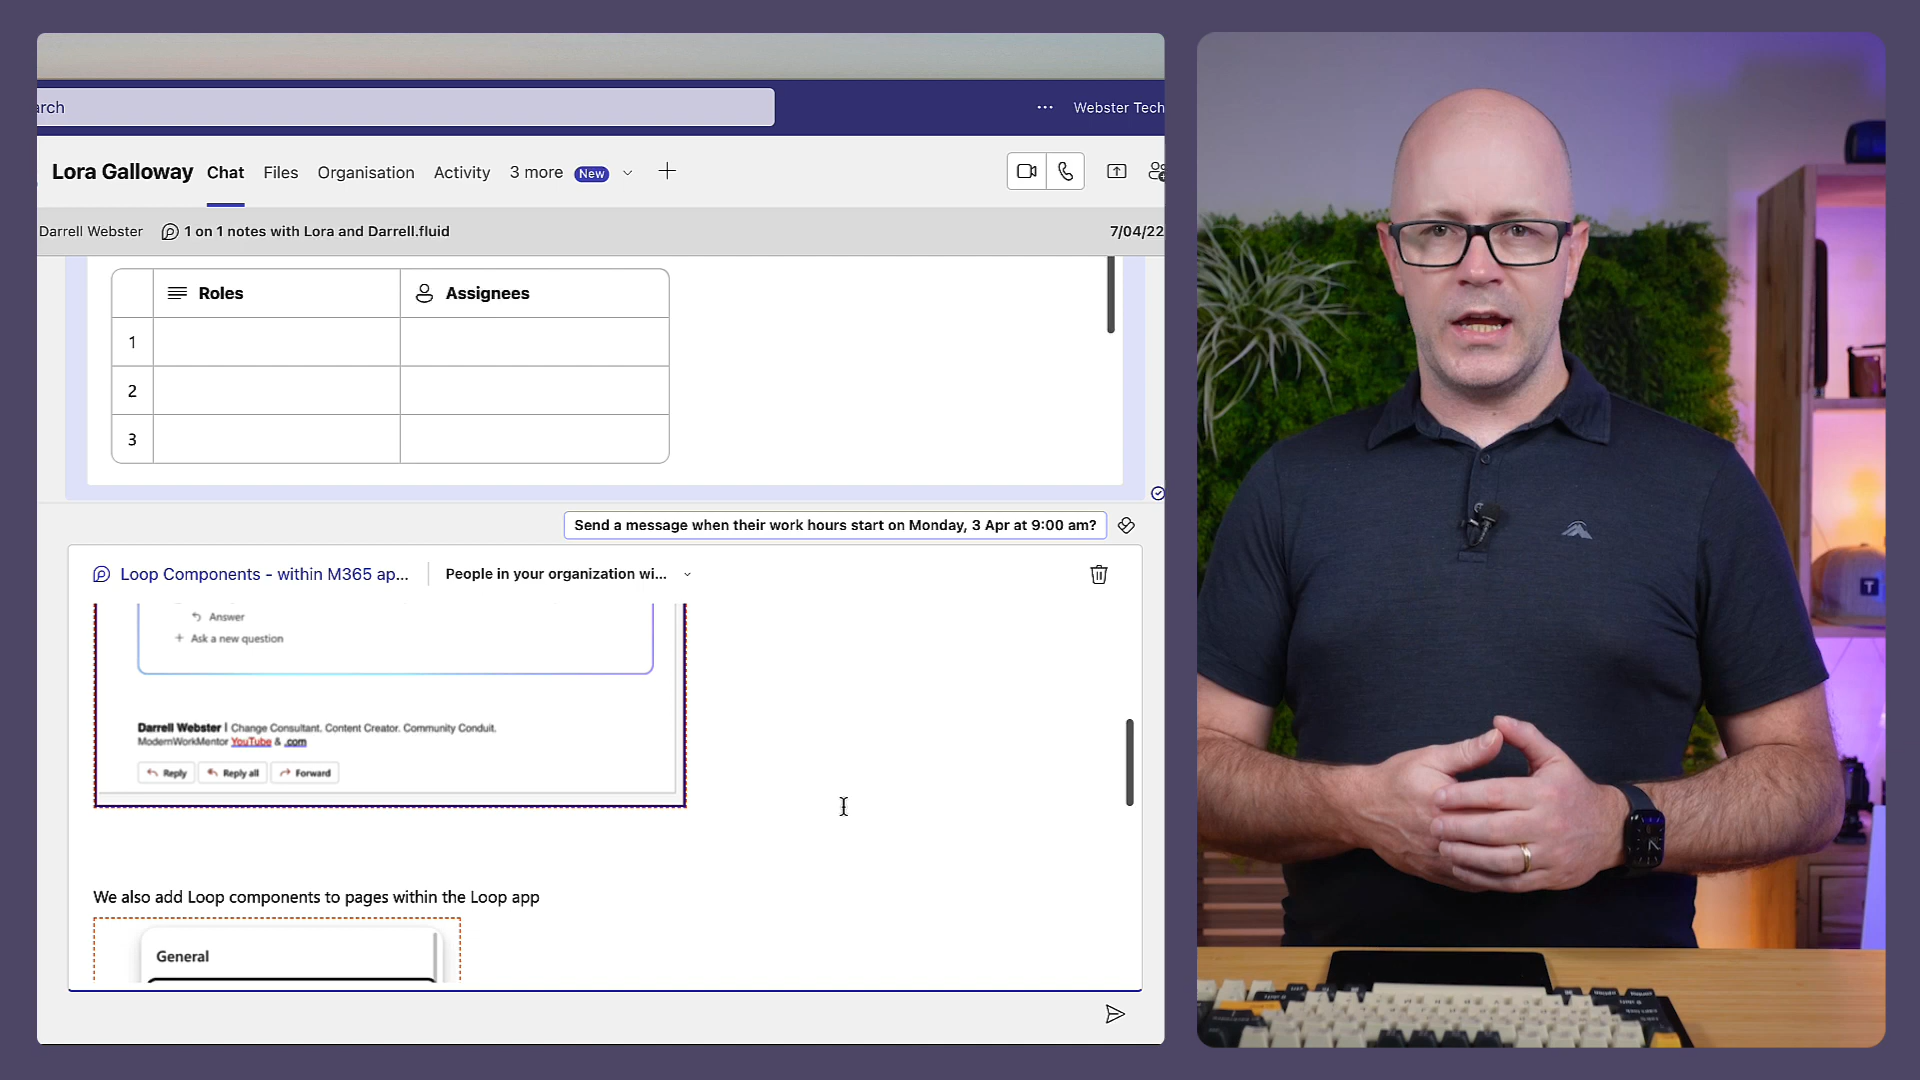 arch
Webster Tech
Lora Galloway Chat Files Organisation Activity 3 more New
Darrell Webster 1 on 1 notes with Lora and Darrell.fluid 7/04/22
Roles Assignees
1
2
3
Send a message when their work hours start on Monday, 3 Apr at 9:00 am?
Loop Components - within M365 ap... People in your organization wi...
Answer
Ask a new question
Darrell Webster | Change Consultant. Content Creator. Community Conduit.
ModernWorkMentor YouTube & .com
Reply Reply all Forward
We also add Loop components to pages within the Loop app
General
T